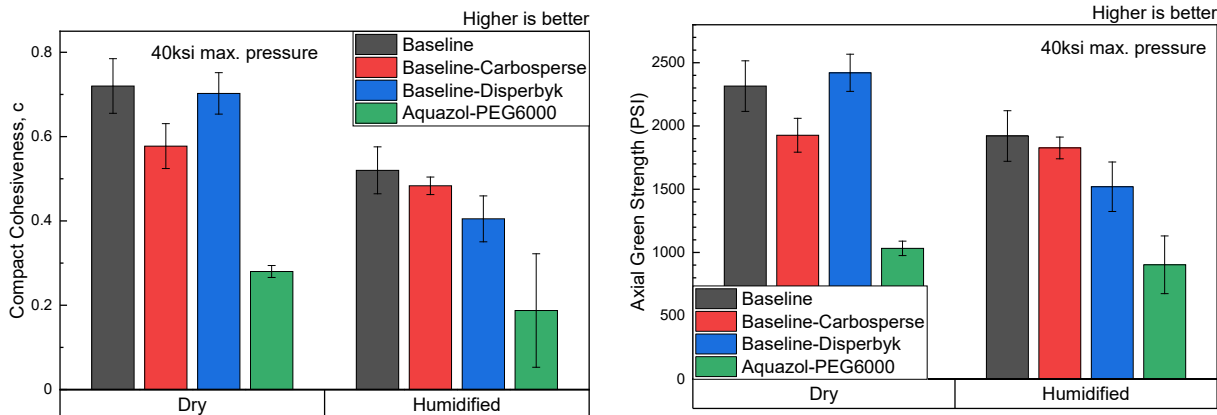 Higher is better
40ksi max. pressure
Baseline
Baseline-Carbosperse
Baseline-Disperbyk
Aquazol-PEG6000
Compact Cohesiveness, c
0.8
0.6
0.4
0.2
0
Dry
Humidified
Higher is better
40ksi max. pressure
Axial Green Strength (PSI)
2500
2000
1500
1000
500
0
Baseline
Baseline-Carbosperse
Baseline-Disperbyk
Aquazol-PEG6000
Dry
Humidified